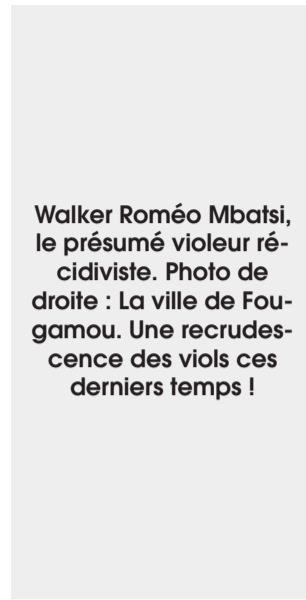 Walker Roméo Mbatsi,
le présumé violeur ré-
cidiviste. Photo de
droite : La ville de Fou-
gamou. Une recrudes-
cence des viols ces
derniers temps !